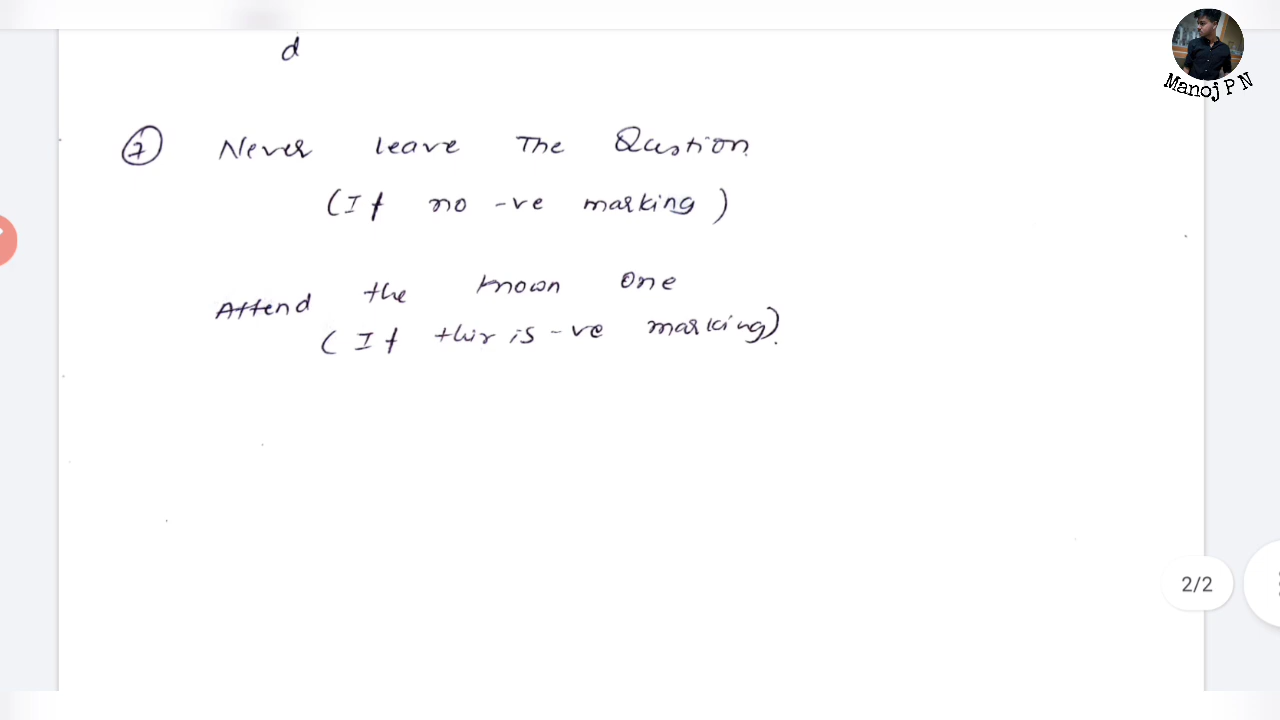 d
Manoj P N
7 Never leave The Qustion.
(If no -ve marking)
Attend the known one
(If this is -ve marking).
2/2